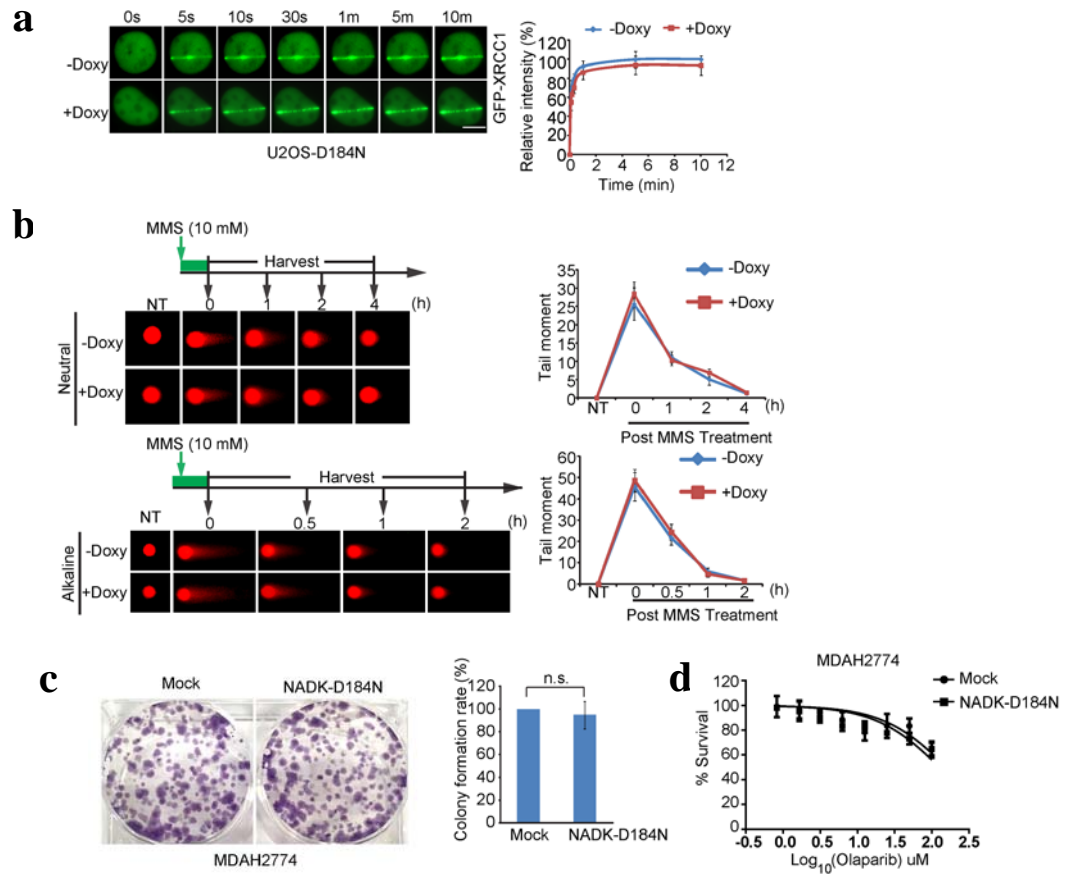 a
0s 5s 10s 30s 1m 5m 10m
-Doxy
+Doxy
GFP-XRCC1
U2OS-D184N
-Doxy +Doxy
Relative intensity (%)
120
100
80
60
40
20
0
0 2 4 6 8 10 12
Time (min)
b
MMS (10 mM)
Harvest
NT 0 1 2 4 (h)
Neutral
-Doxy
+Doxy
-Doxy
+Doxy
Tail moment
35
30
25
20
15
10
5
0
NT 0 1 2 4 (h)
Post MMS Treatment
MMS (10 mM)
Harvest
NT 0 0.5 1 2 (h)
Alkaline
-Doxy
+Doxy
-Doxy
+Doxy
Tail moment
60
50
40
30
20
10
0
NT 0 0.5 1 2 (h)
Post MMS Treatment
c
Mock NADK-D184N
MDAH2774
Colony formation rate (%)
n.s.
120
100
80
60
40
20
0
Mock NADK-D184N
d
MDAH2774
Mock
NADK-D184N
% Survival
120
100
80
60
40
20
0
-0.5 0.0 0.5 1.0 1.5 2.0 2.5
Log10(Olaparib) uM